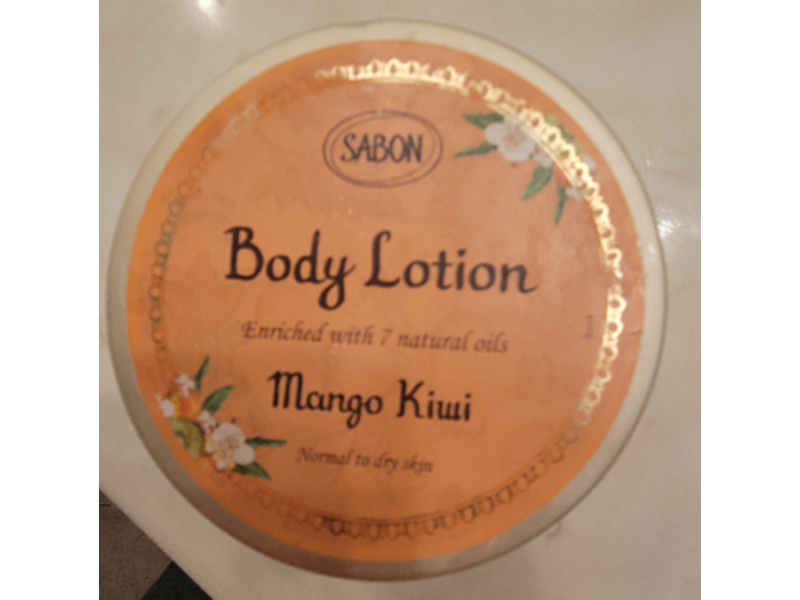 SABON
Body Lotion
Enriched with 7 natural oils
Mango Kiwi
Normal to dry skin